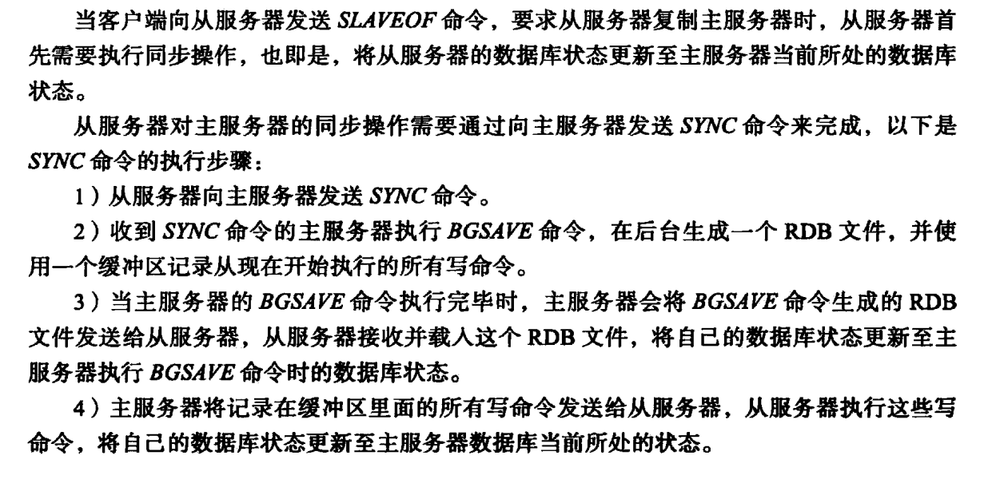 当客户端向从服务器发送 SLAVEOF 命令，要求从服务器复制主服务器时，从服务器首
先需要执行同步操作，也即是，将从服务器的数据库状态更新至主服务器当前所处的数据库
状态。
从服务器对主服务器的同步操作需要通过向主服务器发送 SYNC 命令来完成，以下是
SYNC 命令的执行步骤：
1）从服务器向主服务器发送 SYNC 命令。
2）收到 SYNC 命令的主服务器执行 BGSAVE 命令，在后台生成一个 RDB 文件，并使
用一个缓冲区记录从现在开始执行的所有写命令。
3）当主服务器的 BGSAVE 命令执行完毕时，主服务器会将 BGSAVE 命令生成的 RDB
文件发送给从服务器，从服务器接收并载入这个 RDB 文件，将自己的数据库状态更新至主
服务器执行 BGSAVE 命令时的数据库状态。
4）主服务器将记录在缓冲区里面的所有写命令发送给从服务器，从服务器执行这些写
命令，将自己的数据库状态更新至主服务器数据库当前所处的状态。